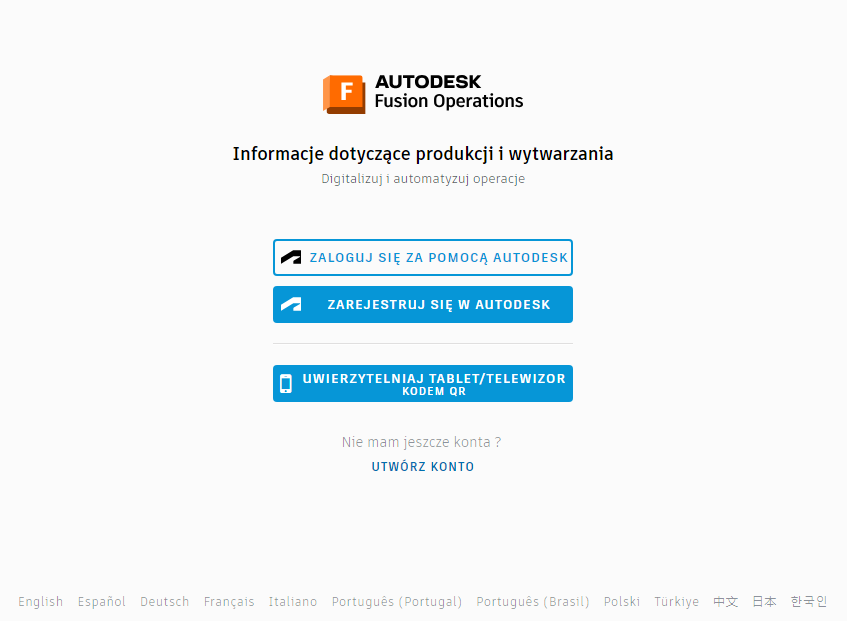 F
AUTODESK
Fusion Operations
Informacje dotyczące produkcji i wytwarzania
Digitalizuj i automatyzuj operacje
ZALOGUJ SIĘ ZA POMOCĄ AUTODESK
ZAREJESTRUJ SIĘ W AUTODESK
UWIERZYTELNIAJ TABLET/TELEWIZOR
KODEM QR
Nie mam jeszcze konta ?
UTWÓRZ KONTO
English Español Deutsch Français Italiano Português (Portugal) Português (Brasil) Polski Türkiye 中文 日本 한국인